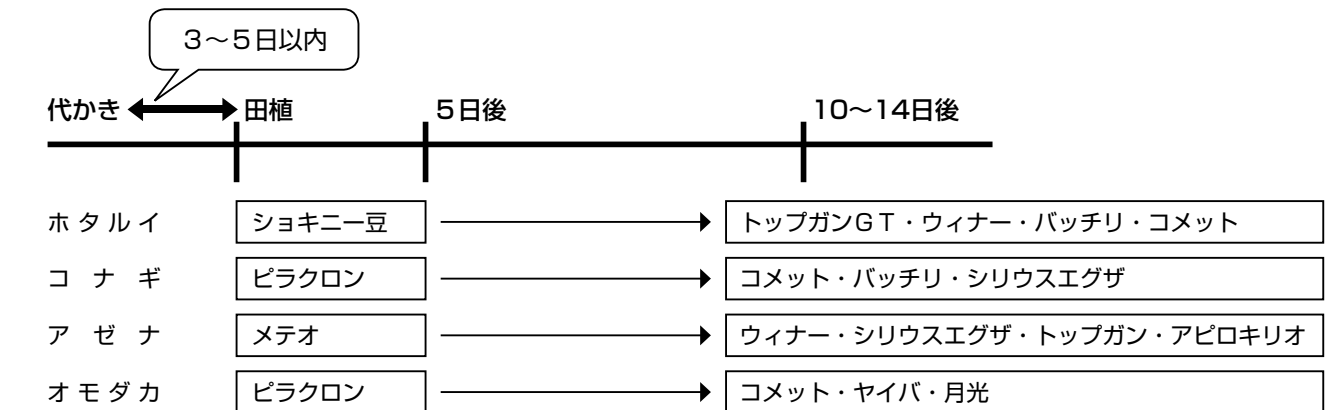 3～5日以内
代かき 田植 5日後 10～14日後
ホタルイ ショキニー豆 トップガンGT・ウィナー・バッチリ・コメット
コナギ ピラクロン コメット・バッチリ・シリウスエグザ
アゼナ メテオ ウィナー・シリウスエグザ・トップガン・アピロキリオ
オモダカ ピラクロン コメット・ヤイバ・月光